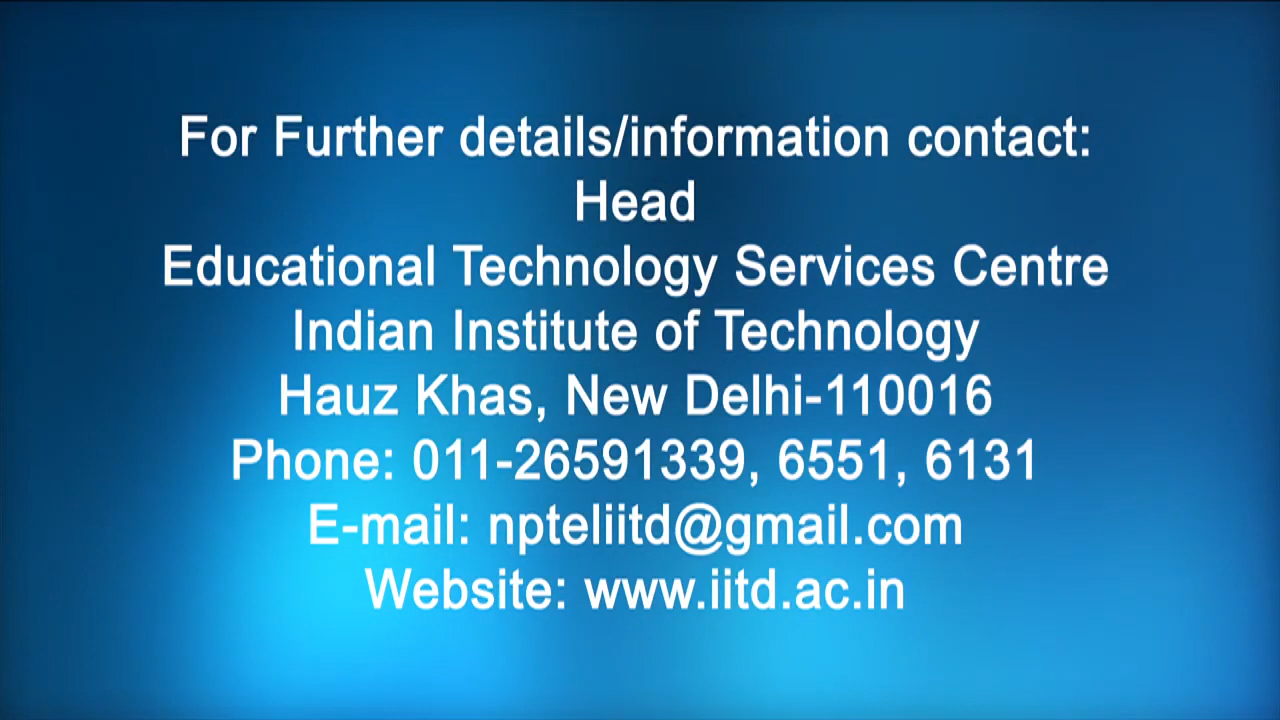 For Further details/information contact:
Head
Educational Technology Services Centre
Indian Institute of Technology
Hauz Khas, New Delhi-110016
Phone: 011-26591339, 6551, 6131
E-mail: npteliitd@gmail.com
Website: www.iitd.ac.in